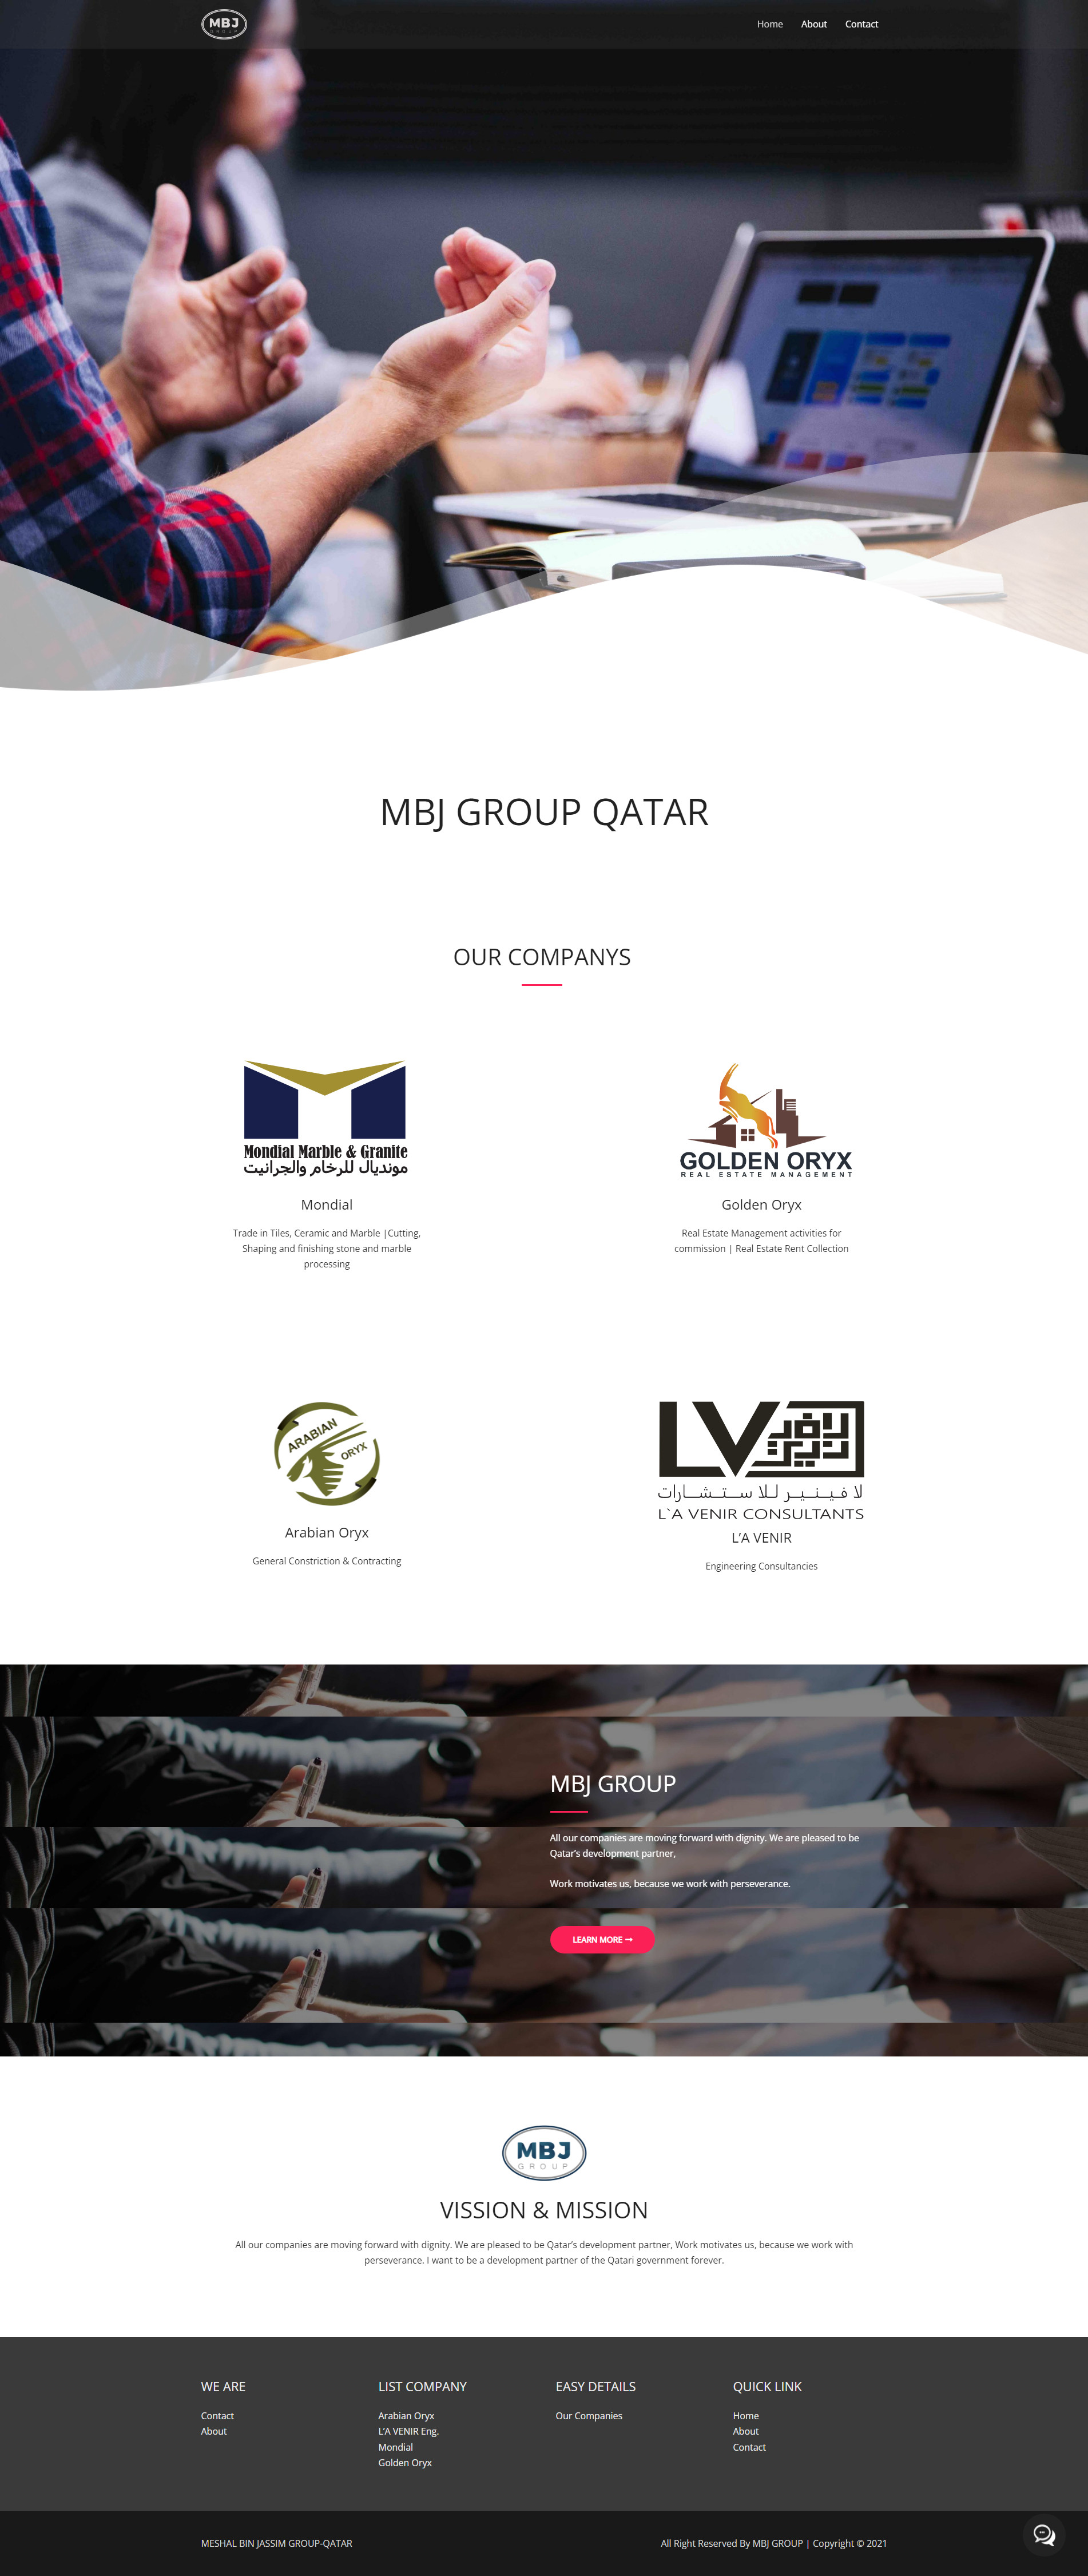 MBJ
GROUP
Home About Contact
MBJ GROUP QATAR
OUR COMPANYS
Mondial Marble & Granite
مونديال للرخام والجرانيت
Mondial
Trade in Tiles, Ceramic and Marble |Cutting,
Shaping and finishing stone and marble
processing
GOLDEN ORYX
REAL ESTATE MANAGEMENT
Golden Oryx
Real Estate Management activities for
commission | Real Estate Rent Collection
ARABIAN
ORYX
Arabian Oryx
General Constriction & Contracting
LV
لا فـينـيـر للا سـتـشـارات
L`A VENIR CONSULTANTS
L’A VENIR
Engineering Consultancies
MBJ GROUP
All our companies are moving forward with dignity. We are pleased to be
Qatar’s development partner,
Work motivates us, because we work with perseverance.
LEARN MORE
MBJ
GROUP
VISSION & MISSION
All our companies are moving forward with dignity. We are pleased to be Qatar’s development partner, Work motivates us, because we work with
perseverance. I want to be a development partner of the Qatari government forever.
WE ARE
Contact
About
LIST COMPANY
Arabian Oryx
L’A VENIR Eng.
Mondial
Golden Oryx
EASY DETAILS
Our Companies
QUICK LINK
Home
About
Contact
MESHAL BIN JASSIM GROUP-QATAR
All Right Reserved By MBJ GROUP | Copyright © 2021